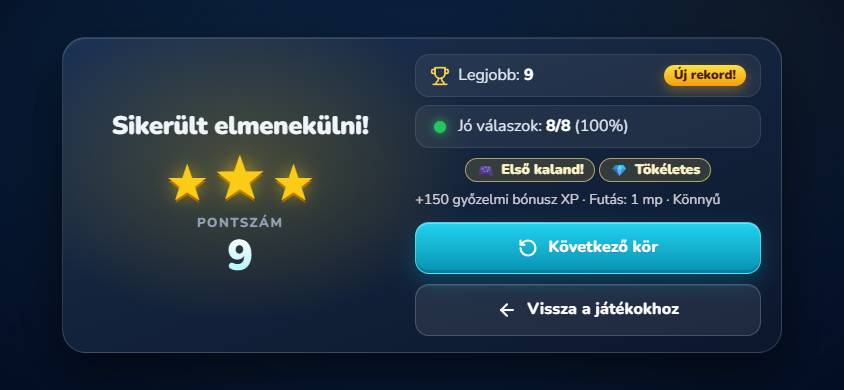 Sikerült elmenekülni!
PONTSZÁM
9
Legjobb: 9
Új rekord!
Jó válaszok: 8/8 (100%)
Első kaland!
Tökéletes
+150 győzelmi bónusz XP · Futás: 1 mp · Könnyű
Következő kör
Vissza a játékokhoz